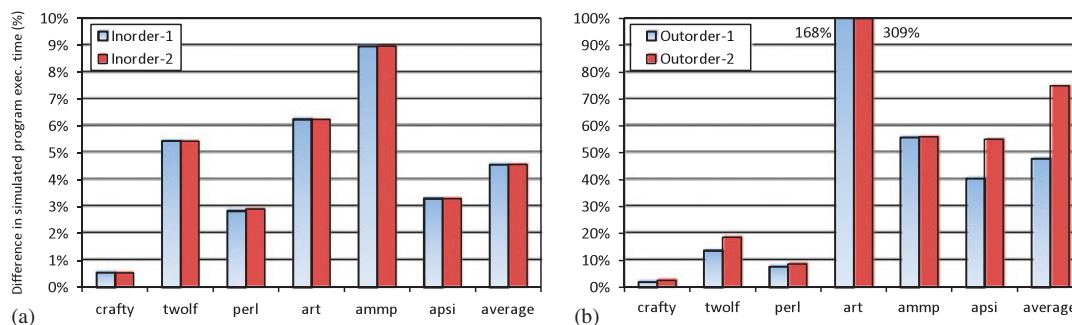 Difference in simulated program exec. time (%)
10%
9%
8%
7%
6%
5%
4%
3%
2%
1%
0%
Inorder-1
Inorder-2
crafty twolf perl art ammp apsi average
(a)
100%
90%
80%
70%
60%
50%
40%
30%
20%
10%
0%
Outorder-1
Outorder-2
168% 309%
crafty twolf perl art ammp apsi average
(b)